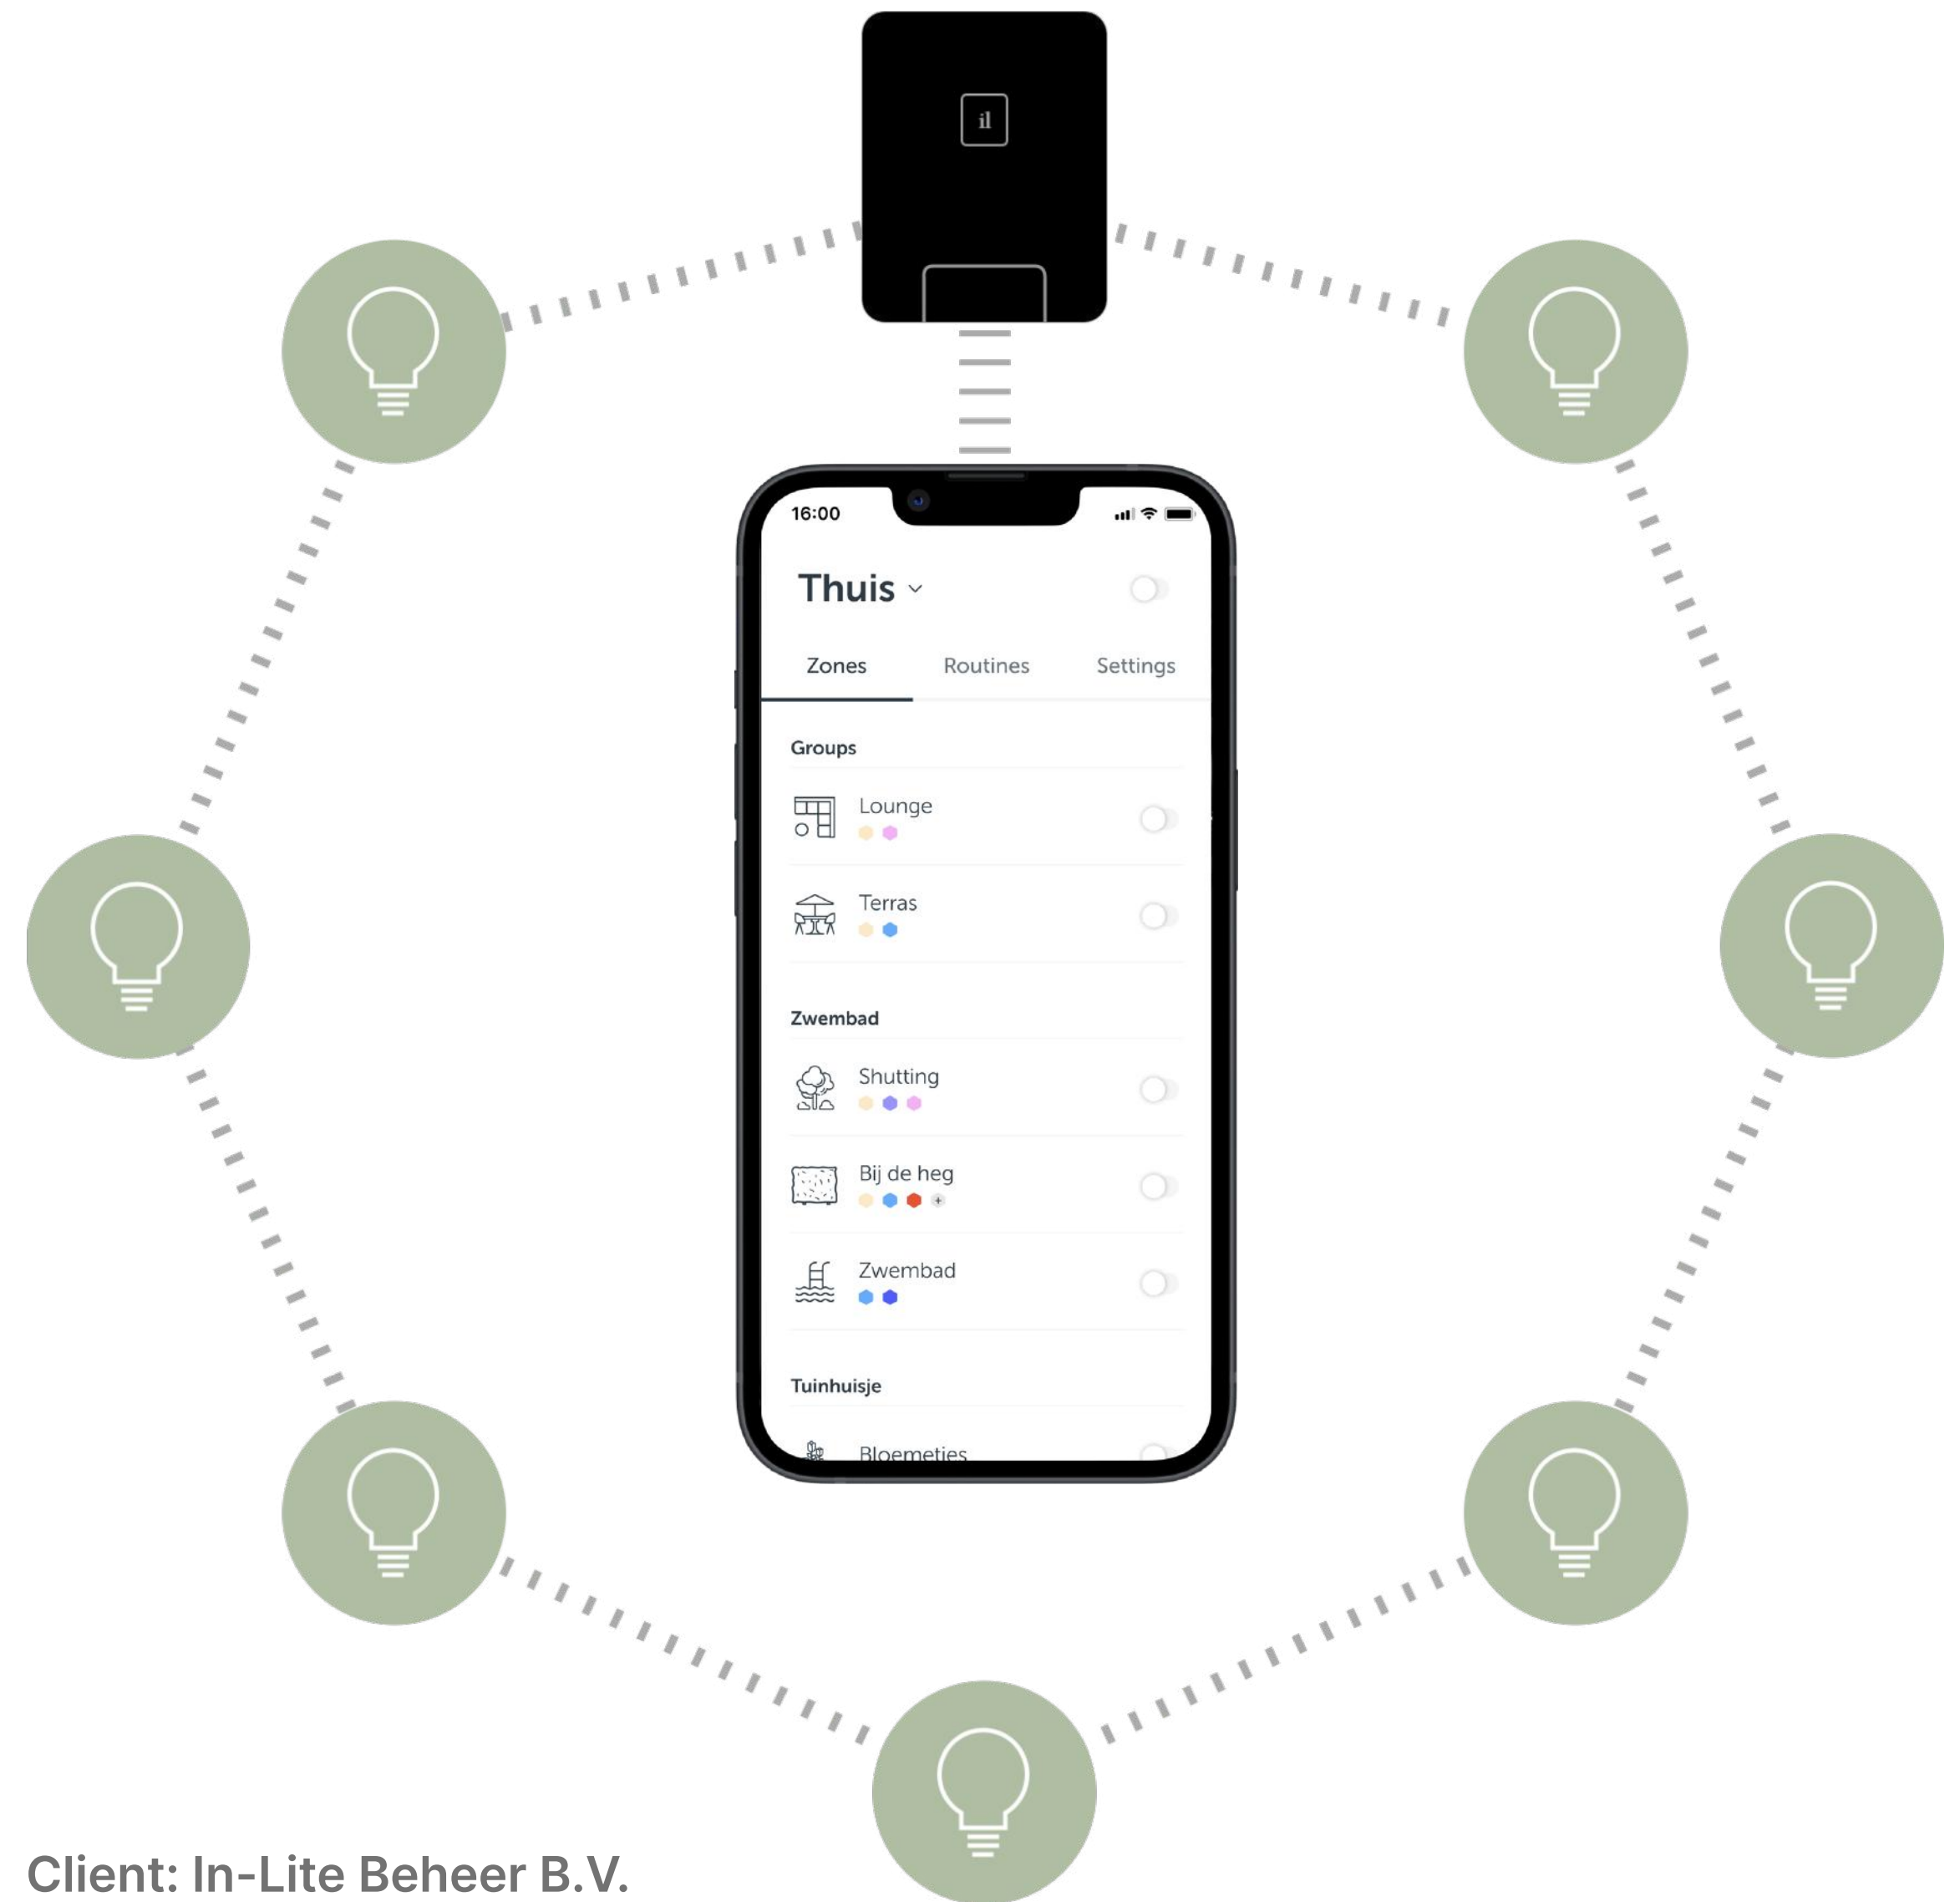 il
16:00
Thuis
Zones Routines Settings
Groups
Lounge
Terras
Zwembad
Shutting
Bij de heg
Zwembad
Tuinhuisje
Bloemetjes
Client: In-Lite Beheer B.V.